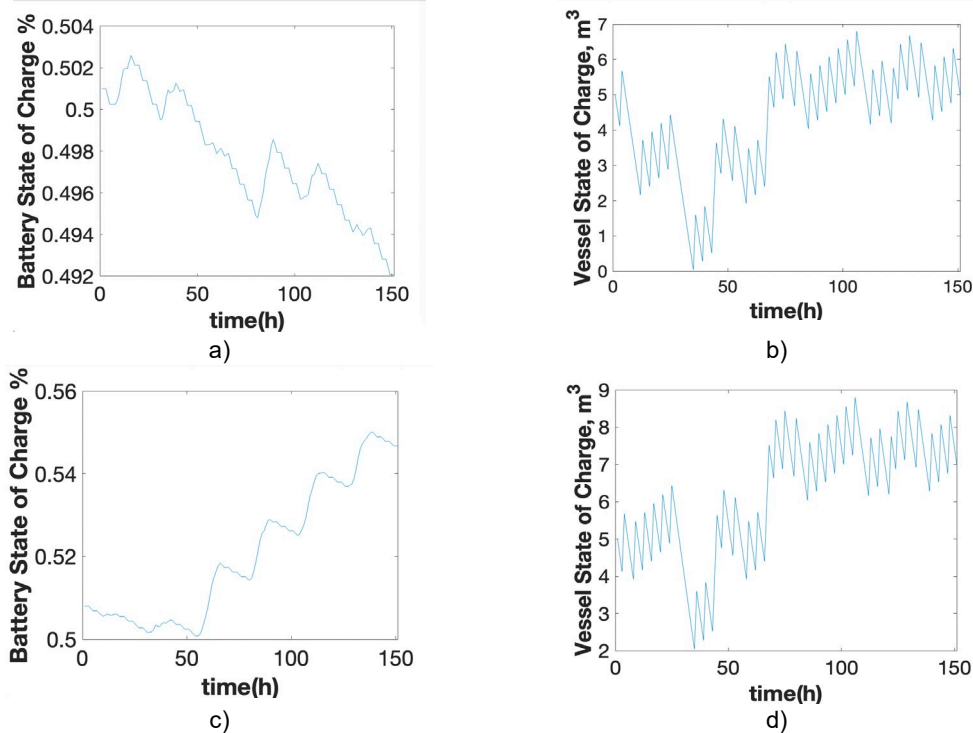 0.504
0.502
0.5
0.498
0.496
0.494
0.492
Battery State of Charge %
0 50 100 150
time(h)
a)
7
6
5
4
3
2
1
0
Vessel State of Charge, m³
0 50 100 150
time(h)
b)
0.56
0.54
0.52
0.5
Battery State of Charge %
0 50 100 150
time(h)
c)
9
8
7
6
5
4
3
2
Vessel State of Charge, m³
0 50 100 150
time(h)
d)